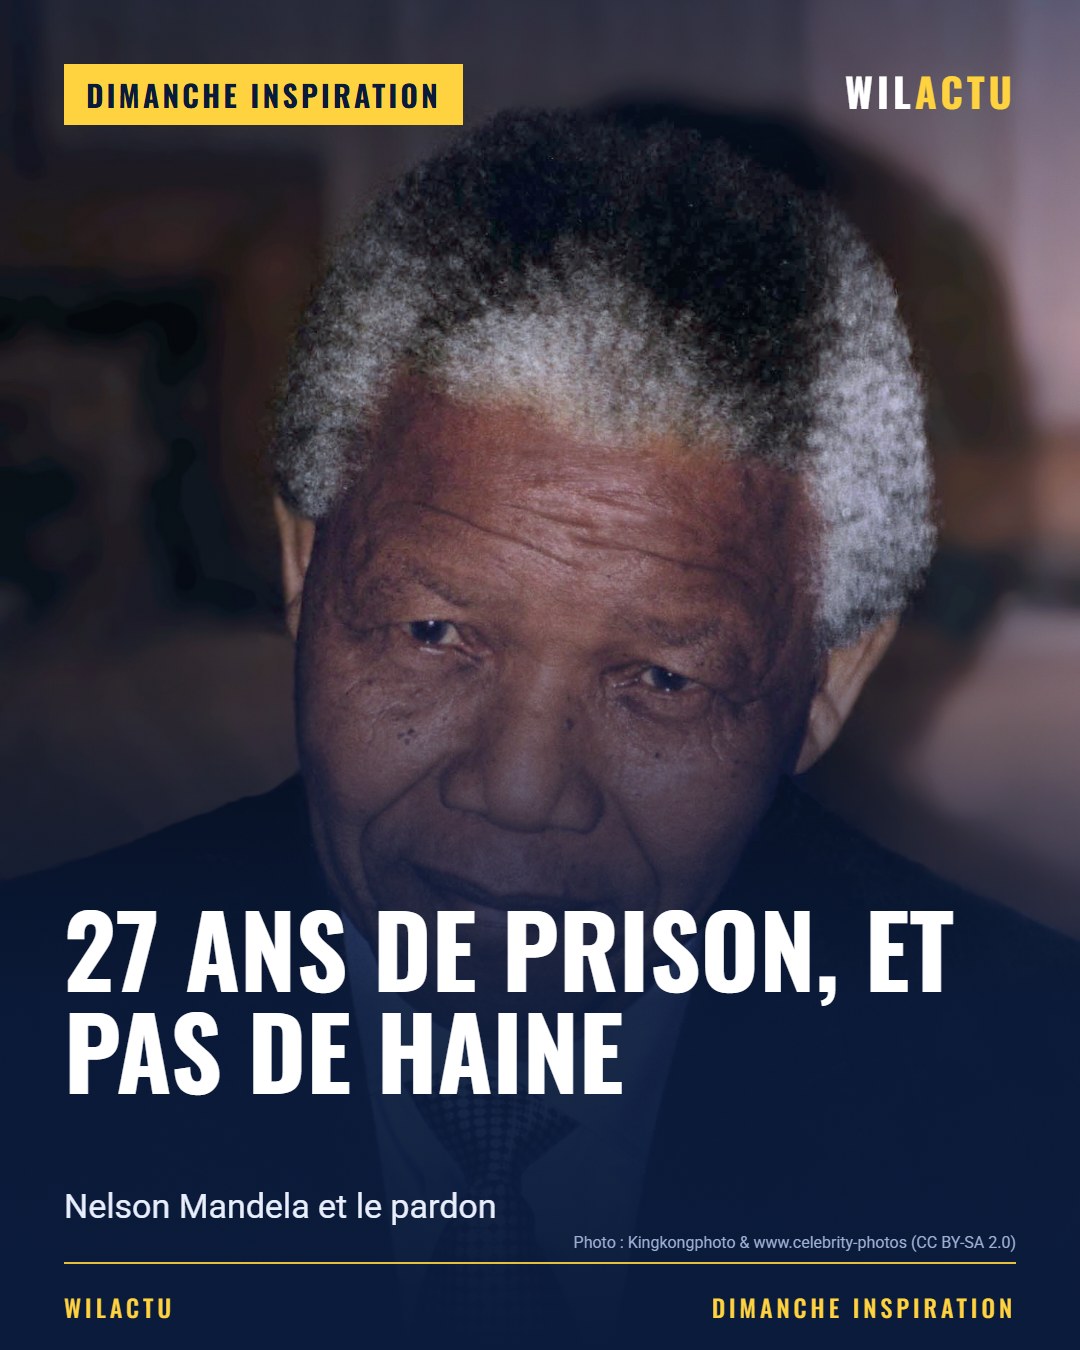 DIMANCHE INSPIRATION
WILACTU
27 ANS DE PRISON, ET
PAS DE HAINE
Nelson Mandela et le pardon
Photo : Kingkongphoto & www.celebrity-photos (CC BY-SA 2.0)
WILACTU
DIMANCHE INSPIRATION